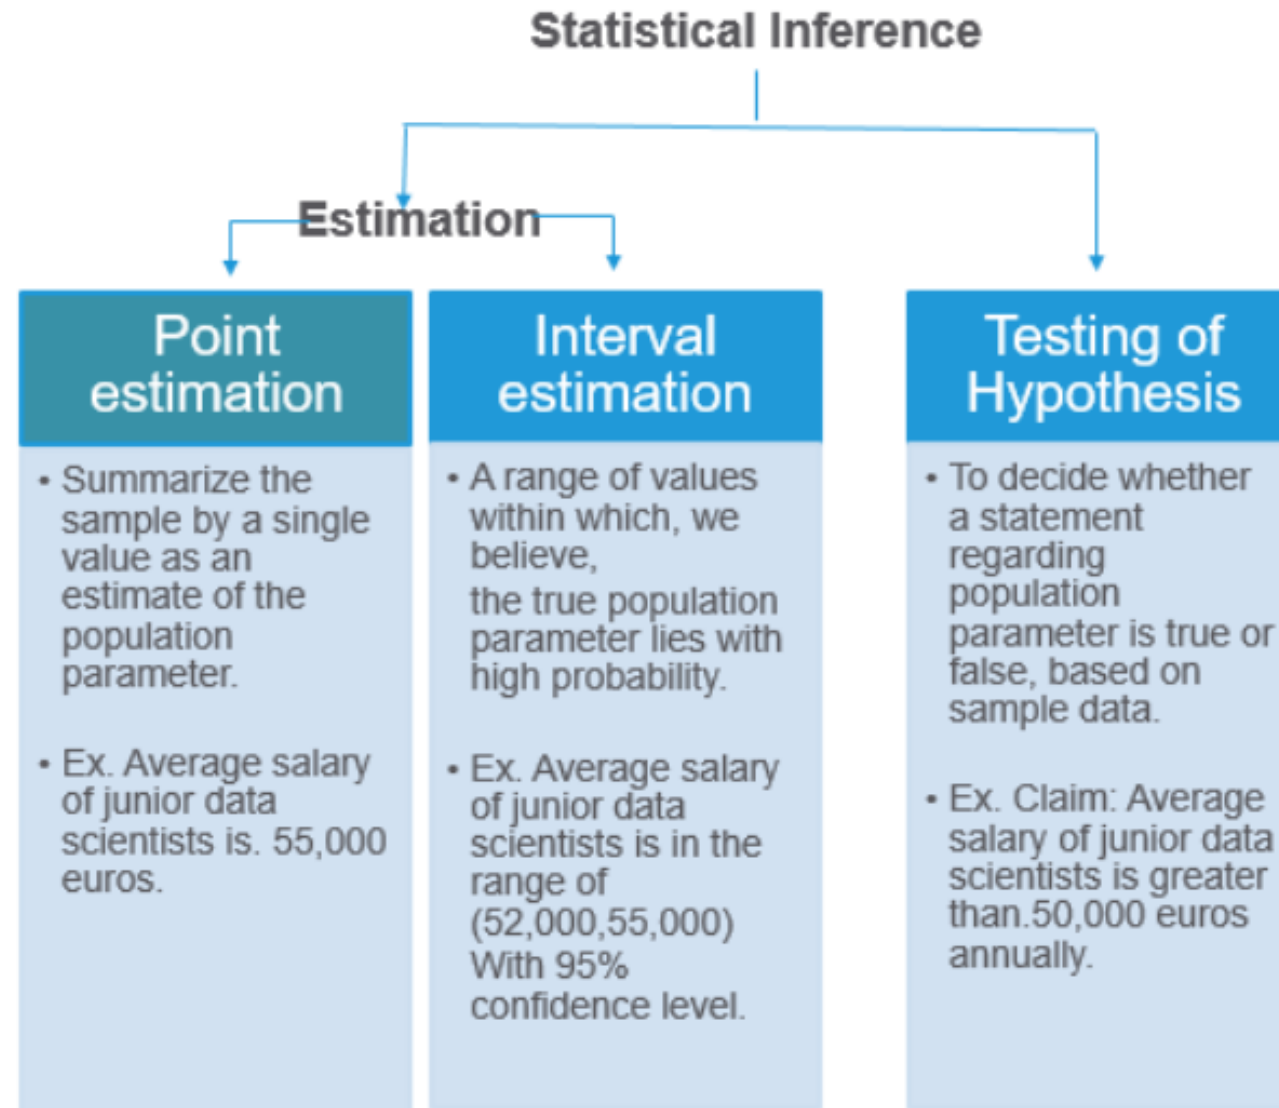 Statistical Inference
Estimation
Point
estimation
• Summarize the
sample by a single
value as an
estimate of the
population
parameter.
• Ex. Average salary
of junior data
scientists is. 55,000
euros.
Interval
estimation
• A range of values
within which, we
believe,
the true population
parameter lies with
high probability.
• Ex. Average salary
of junior data
scientists is in the
range of
(52,000,55,000)
With 95%
confidence level.
Testing of
Hypothesis
• To decide whether
a statement
regarding
population
parameter is true or
false, based on
sample data.
• Ex. Claim: Average
salary of junior data
scientists is greater
than.50,000 euros
annually.